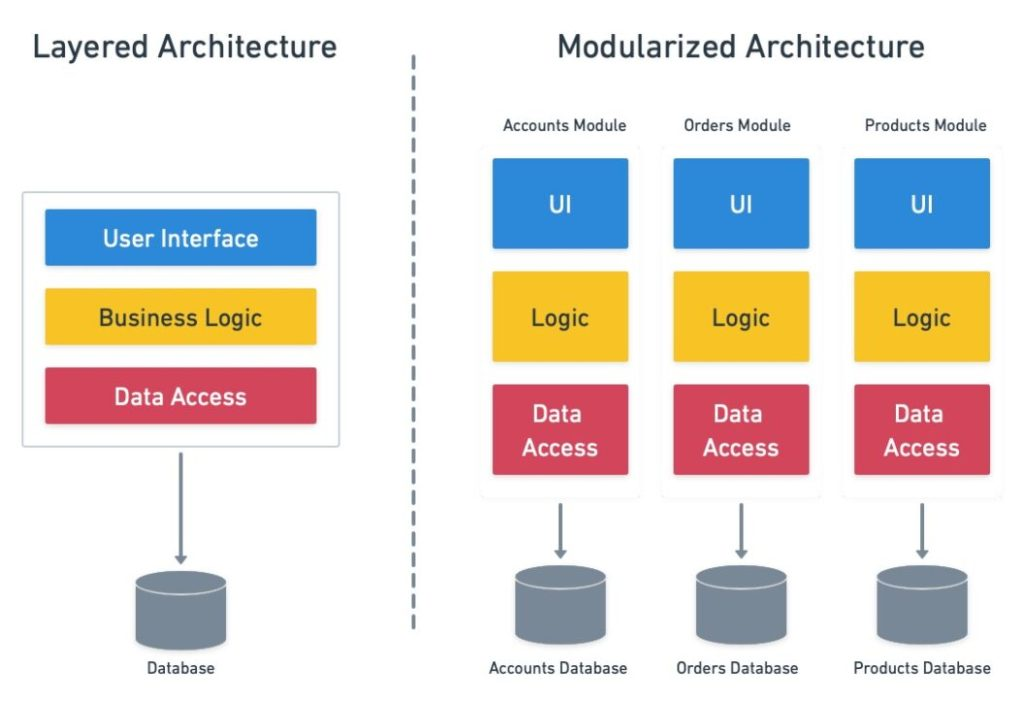 Layered Architecture
User Interface
Business Logic
Data Access
Database
Modularized Architecture
Accounts Module
UI
Logic
Data
Access
Accounts Database
Orders Module
UI
Logic
Data
Access
Orders Database
Products Module
UI
Logic
Data
Access
Products Database